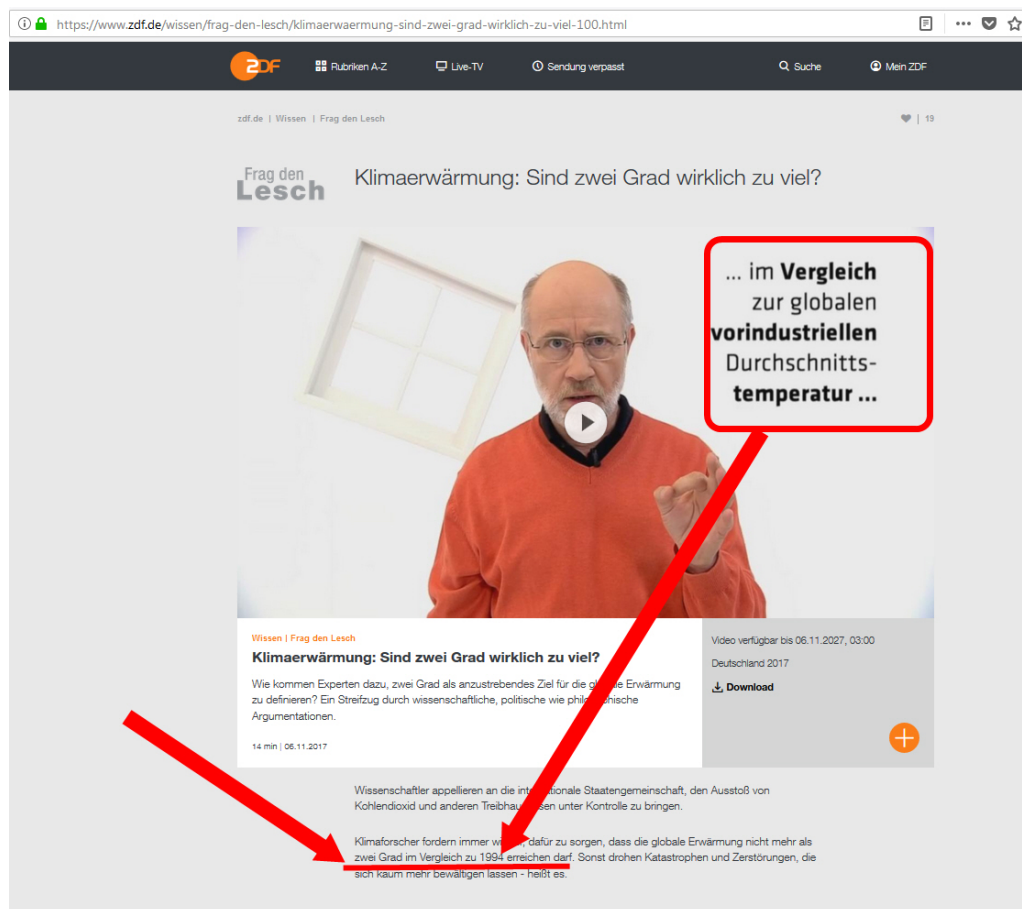 https://www.zdf.de/wissen/frag-den-lesch/klimaerwaermung-sind-zwei-grad-wirklich-zu-viel-100.html
ZDF
Rubriken A-Z
Live-TV
Sendung verpasst
Suche
Mein ZDF
zdf.de | Wissen | Frag den Lesch
19
Frag den
Lesch
Klimaerwärmung: Sind zwei Grad wirklich zu viel?
... im Vergleich
zur globalen
vorindustriellen
Durchschnitts-
temperatur ...
Wissen | Frag den Lesch
Klimaerwärmung: Sind zwei Grad wirklich zu viel?
Wie kommen Experten dazu, zwei Grad als anzustrebendes Ziel für die globale Erwärmung
zu definieren? Ein Streifzug durch wissenschaftliche, politische wie philosophische
Argumentationen.
14 min | 06.11.2017
Video verfügbar bis 06.11.2027, 03:00
Deutschland 2017
Download
Wissenschaftler appellieren an die internationale Staatengemeinschaft, den Ausstoß von
Kohlendioxid und anderen Treibhausgasen unter Kontrolle zu bringen.
Klimaforscher fordern immer wieder, dafür zu sorgen, dass die globale Erwärmung nicht mehr als
zwei Grad im Vergleich zu 1994 erreichen darf. Sonst drohen Katastrophen und Zerstörungen, die
sich kaum mehr bewältigen lassen - heißt es.